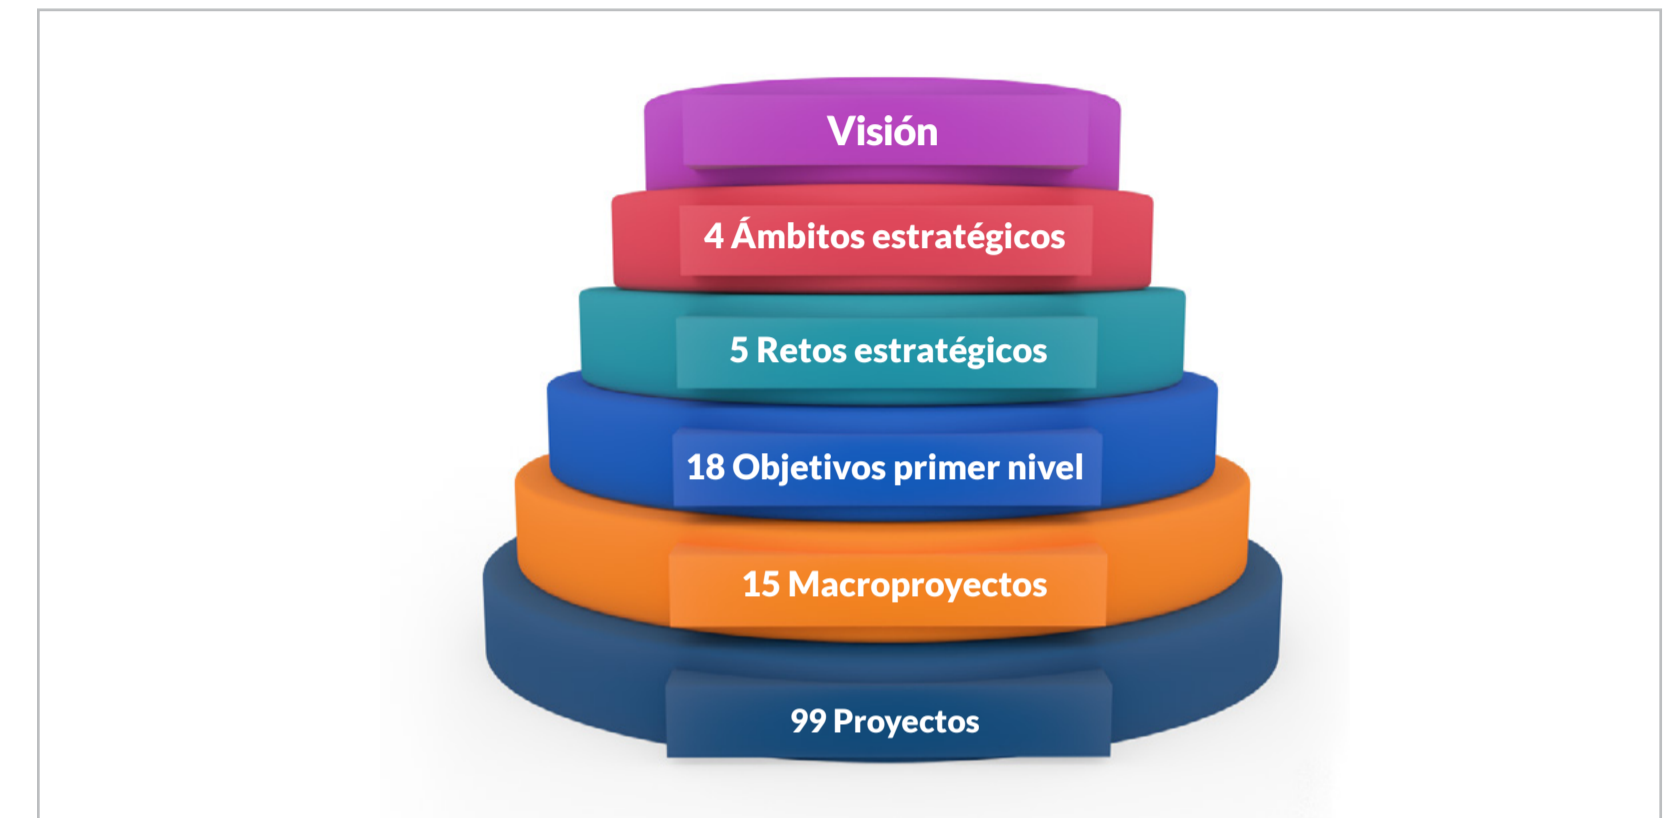 Visión
4 Ámbitos estratégicos
5 Retos estratégicos
18 Objetivos primer nivel
15 Macroproyectos
99 Proyectos